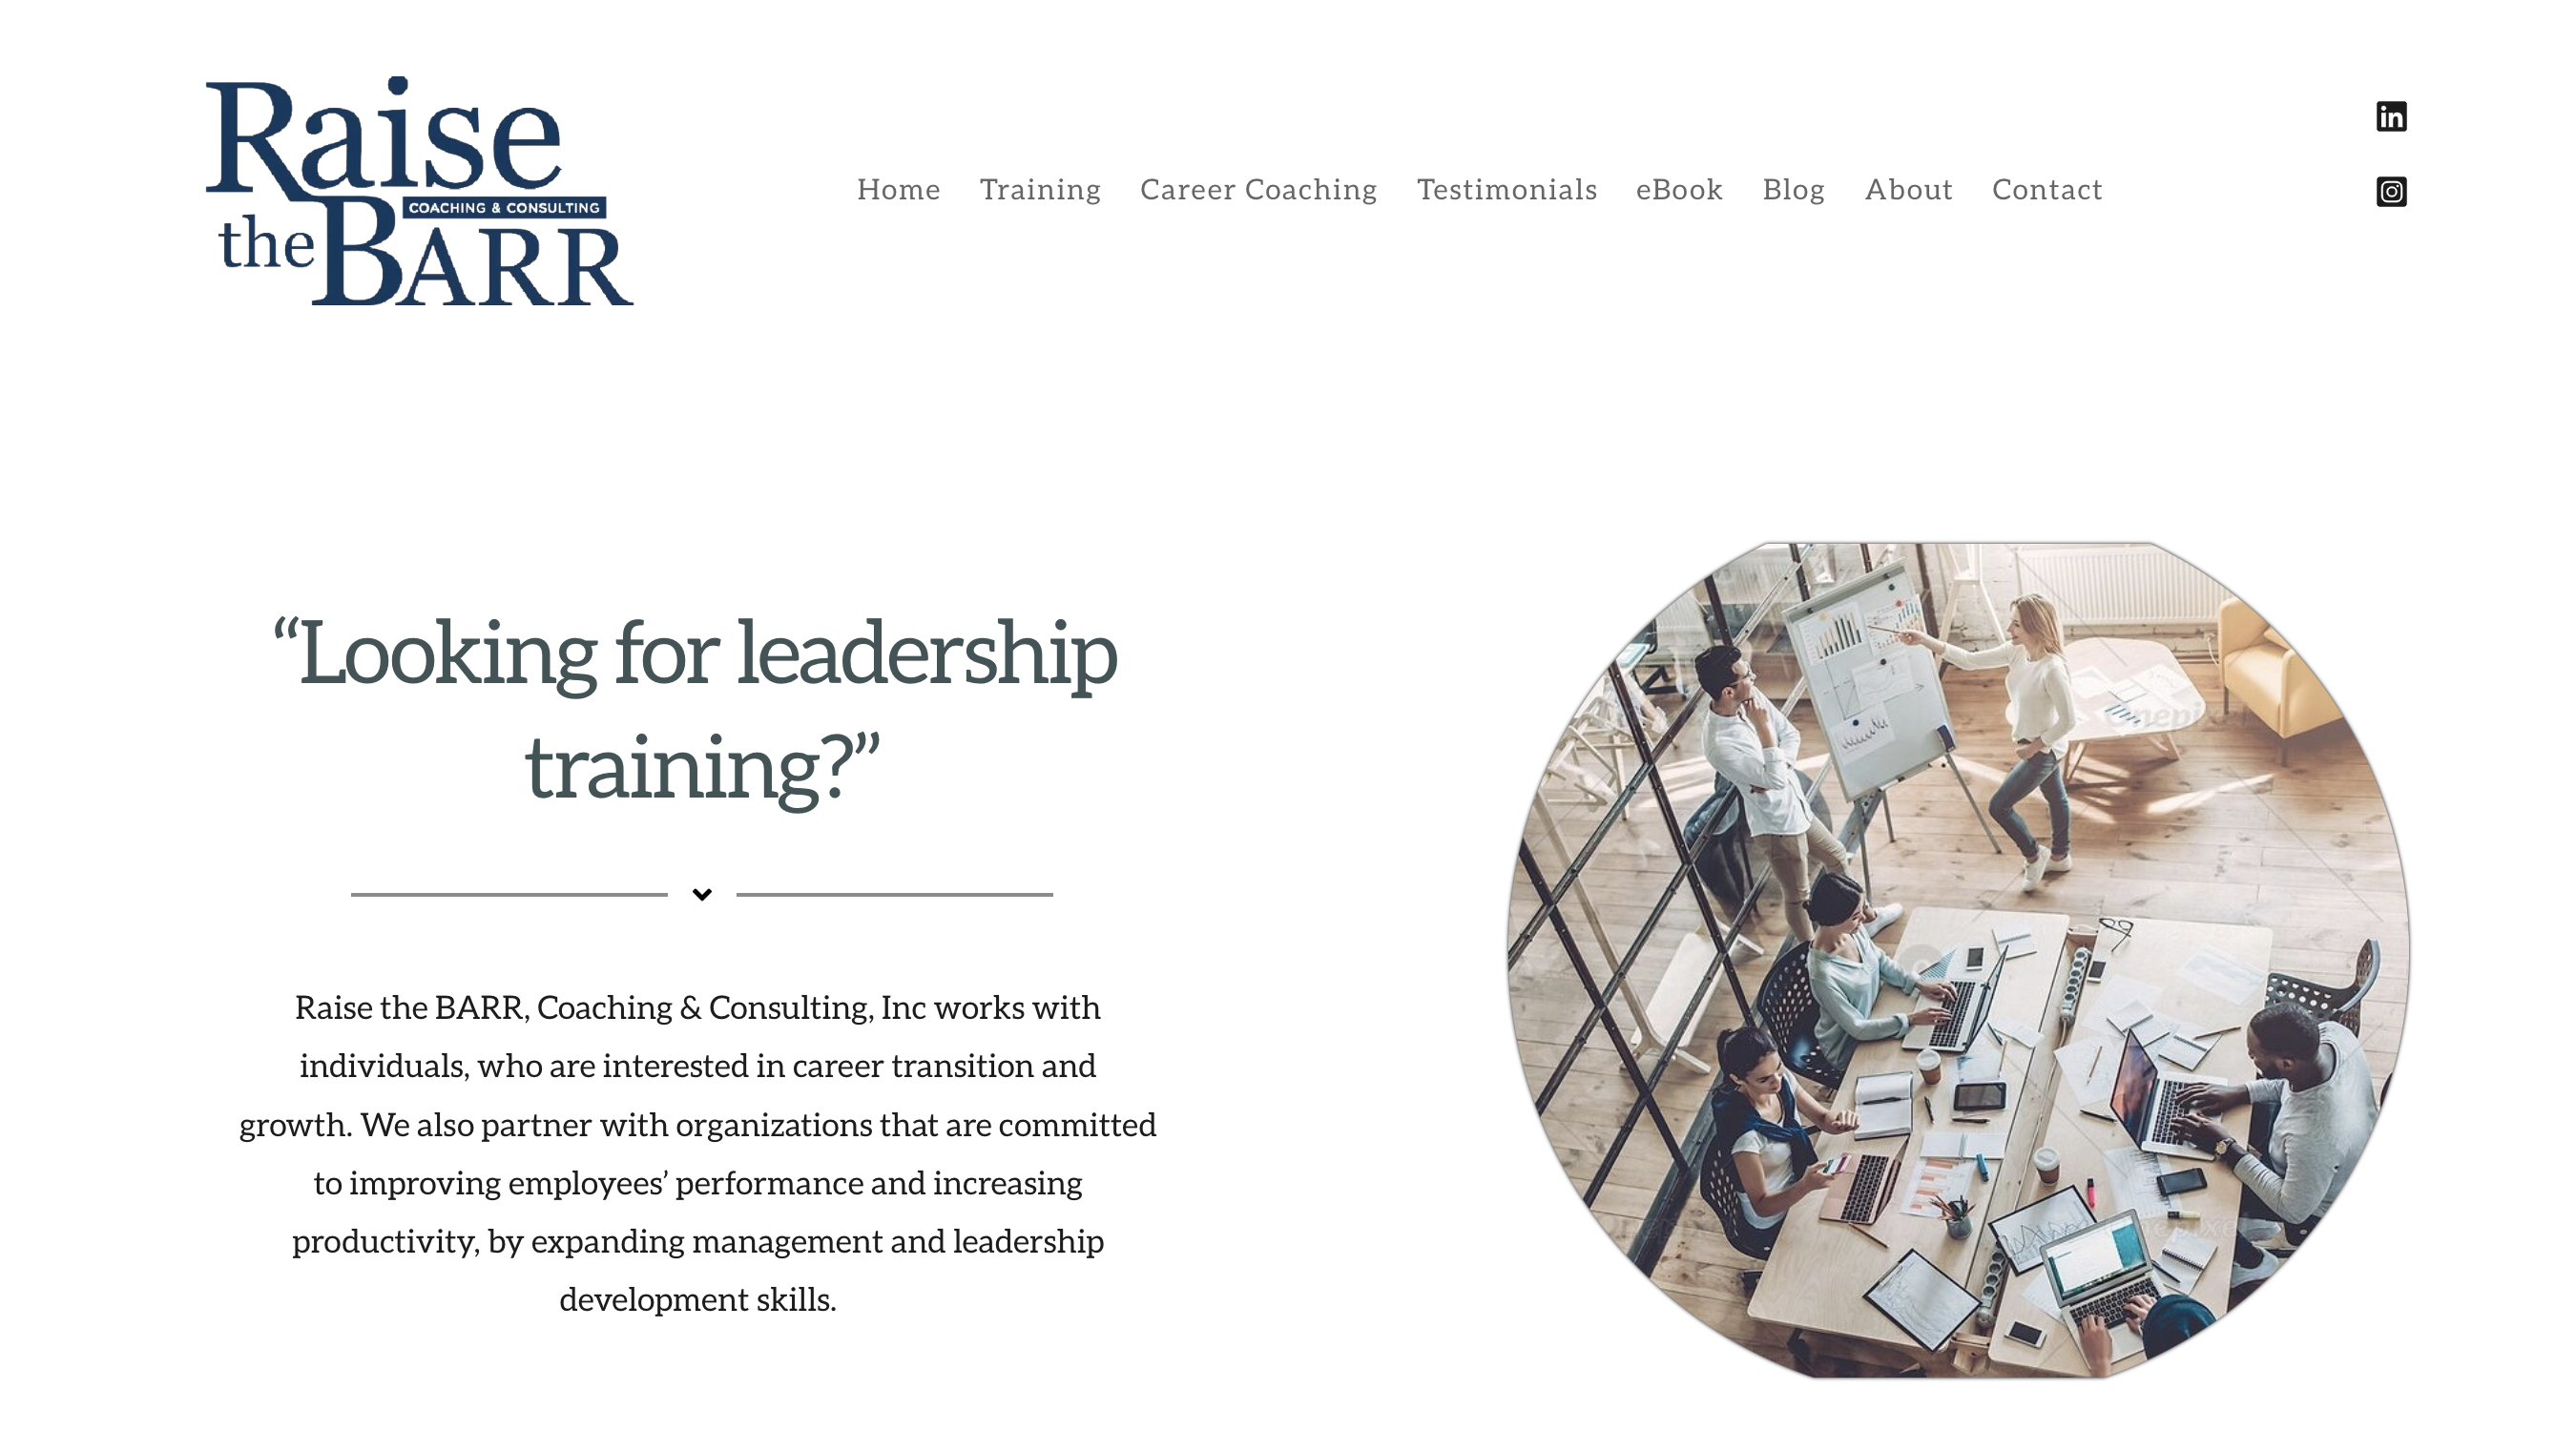 Raise
COACHING & CONSULTING
the BARR
Home Training Career Coaching Testimonials eBook Blog About Contact
in
“Looking for leadership
training?”
Raise the BARR, Coaching & Consulting, Inc works with
individuals, who are interested in career transition and
growth. We also partner with organizations that are committed
to improving employees’ performance and increasing
productivity, by expanding management and leadership
development skills.